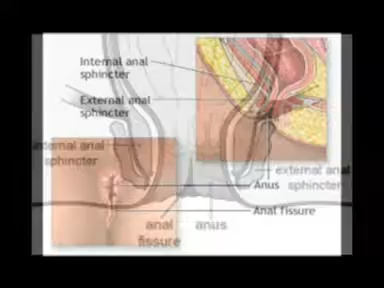 Internal anal
sphincter
External anal
sphincter
internal anal
sphincter
external anal
sphincter
Anus
Anal fissure
anal
fissure
anus